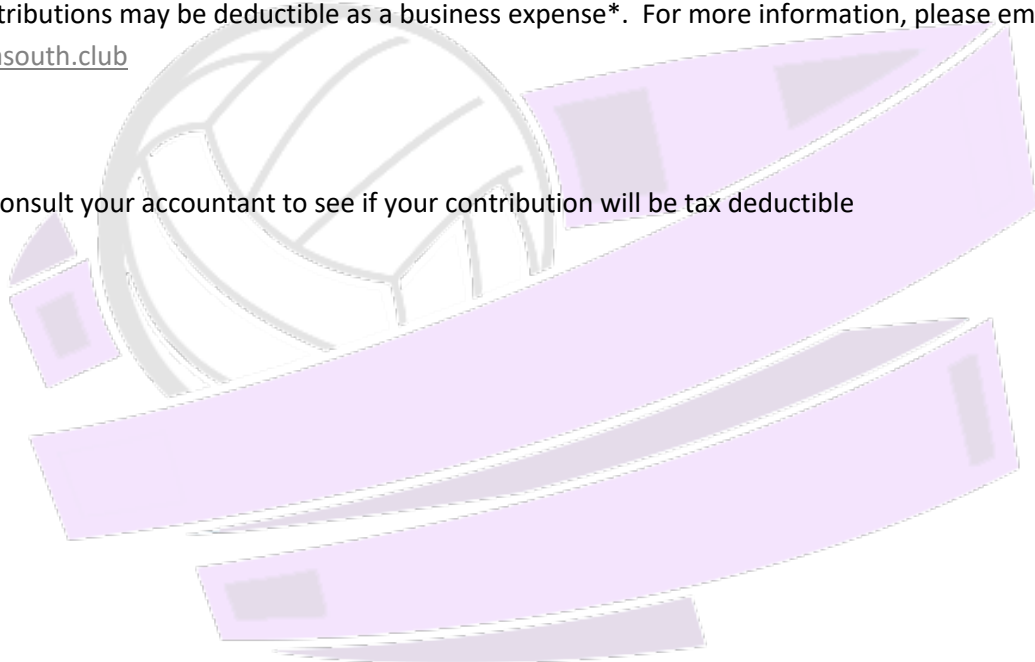 tributions may be deductible as a business expense*. For more information, please em
nsouth.club
onsult your accountant to see if your contribution will be tax deductible